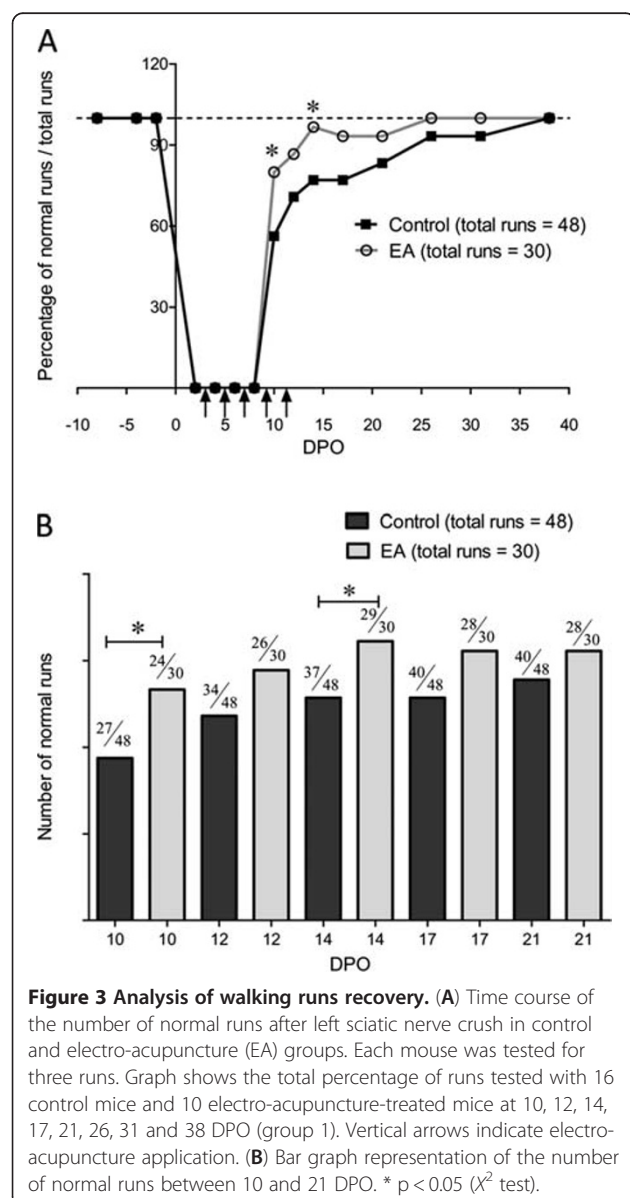 A
120
90
60
30
Percentage of normal runs / total runs
*
*
Control (total runs = 48)
EA (total runs = 30)
-10 -5 0 5 10 15 20 25 30 35 40
DPO
B
Control (total runs = 48)
EA (total runs = 30)
Number of normal runs
*
*
27/48 24/30 34/48 26/30 37/48 29/30 40/48 28/30 40/48 28/30
10 10 12 12 14 14 17 17 21 21
DPO
Figure 3 Analysis of walking runs recovery. (A) Time course of
the number of normal runs after left sciatic nerve crush in control
and electro-acupuncture (EA) groups. Each mouse was tested for
three runs. Graph shows the total percentage of runs tested with 16
control mice and 10 electro-acupuncture-treated mice at 10, 12, 14,
17, 21, 26, 31 and 38 DPO (group 1). Vertical arrows indicate electro-
acupuncture application. (B) Bar graph representation of the number
of normal runs between 10 and 21 DPO. * p < 0.05 (X² test).